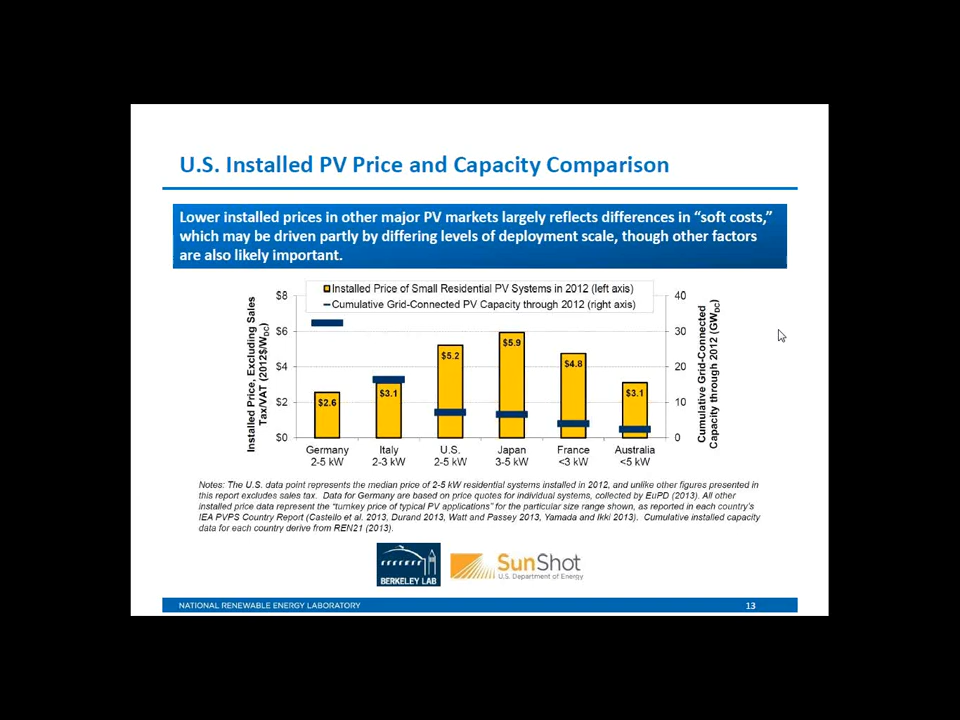 U.S. Installed PV Price and Capacity Comparison
Lower installed prices in other major PV markets largely reflects differences in “soft costs,”
which may be driven partly by differing levels of deployment scale, though other factors
are also likely important.
Installed Price of Small Residential PV Systems in 2012 (left axis)
Cumulative Grid-Connected PV Capacity through 2012 (right axis)
Installed Price, Excluding Sales
Tax/VAT (2012$/WDC)
$8
$6
$4
$2
$0
$2.6
$3.1
$5.2
$5.9
$4.8
$3.1
40
30
20
10
0
Cumulative Grid-Connected
Capacity through 2012 (GWDC)
Germany Italy U.S. Japan France Australia
2-5 kW 2-3 kW 2-5 kW 3-5 kW <3 kW <5 kW
Notes: The U.S. data point represents the median price of 2-5 kW residential systems installed in 2012, and unlike other figures presented in
this report excludes sales tax. Data for Germany are based on price quotes for individual systems, collected by EuPD (2013). All other
installed price data represent the “turnkey price of typical PV applications” for the particular size range shown, as reported in each country’s
IEA PVPS Country Report (Castello et al. 2013, Durand 2013, Watt and Passey 2013, Yamada and Ikki 2013). Cumulative installed capacity
data for each country derive from REN21 (2013).
BERKELEY LAB
SunShot
U.S. Department of Energy
NATIONAL RENEWABLE ENERGY LABORATORY
13